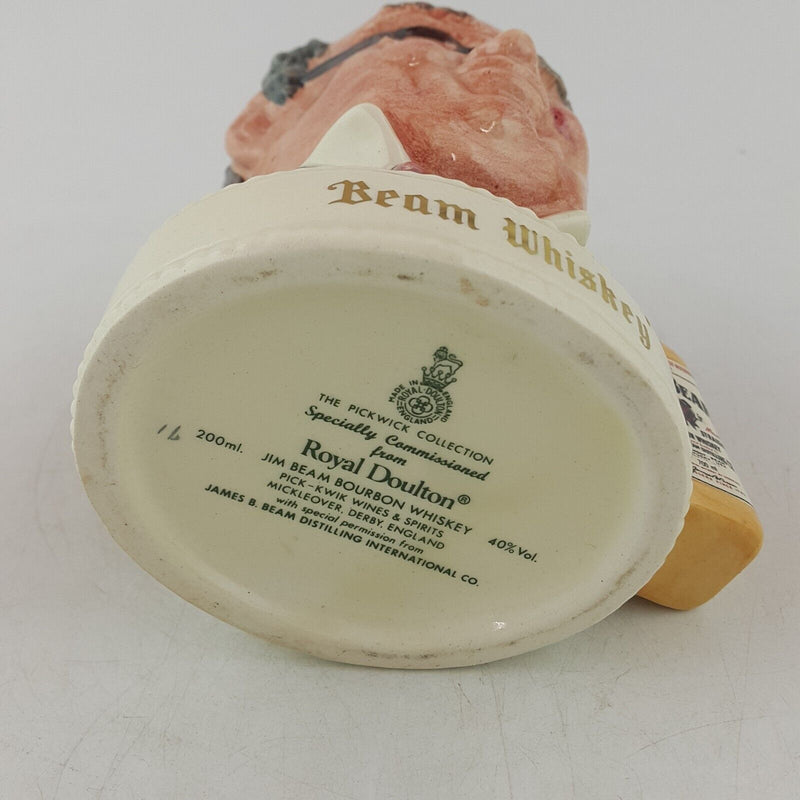 Beam Whiskey
MADE IN ENGLAND
ROYAL DOULTON
ENGLAND
THE PICKWICK COLLECTION
Specially Commissioned
from
Royal Doulton®
200ml. JIM BEAM BOURBON WHISKEY 40% Vol.
PICK-KWIK WINES & SPIRITS
MICKLEOVER, DERBY, ENGLAND
with special permission from
JAMES B. BEAM DISTILLING INTERNATIONAL CO.
BEAM